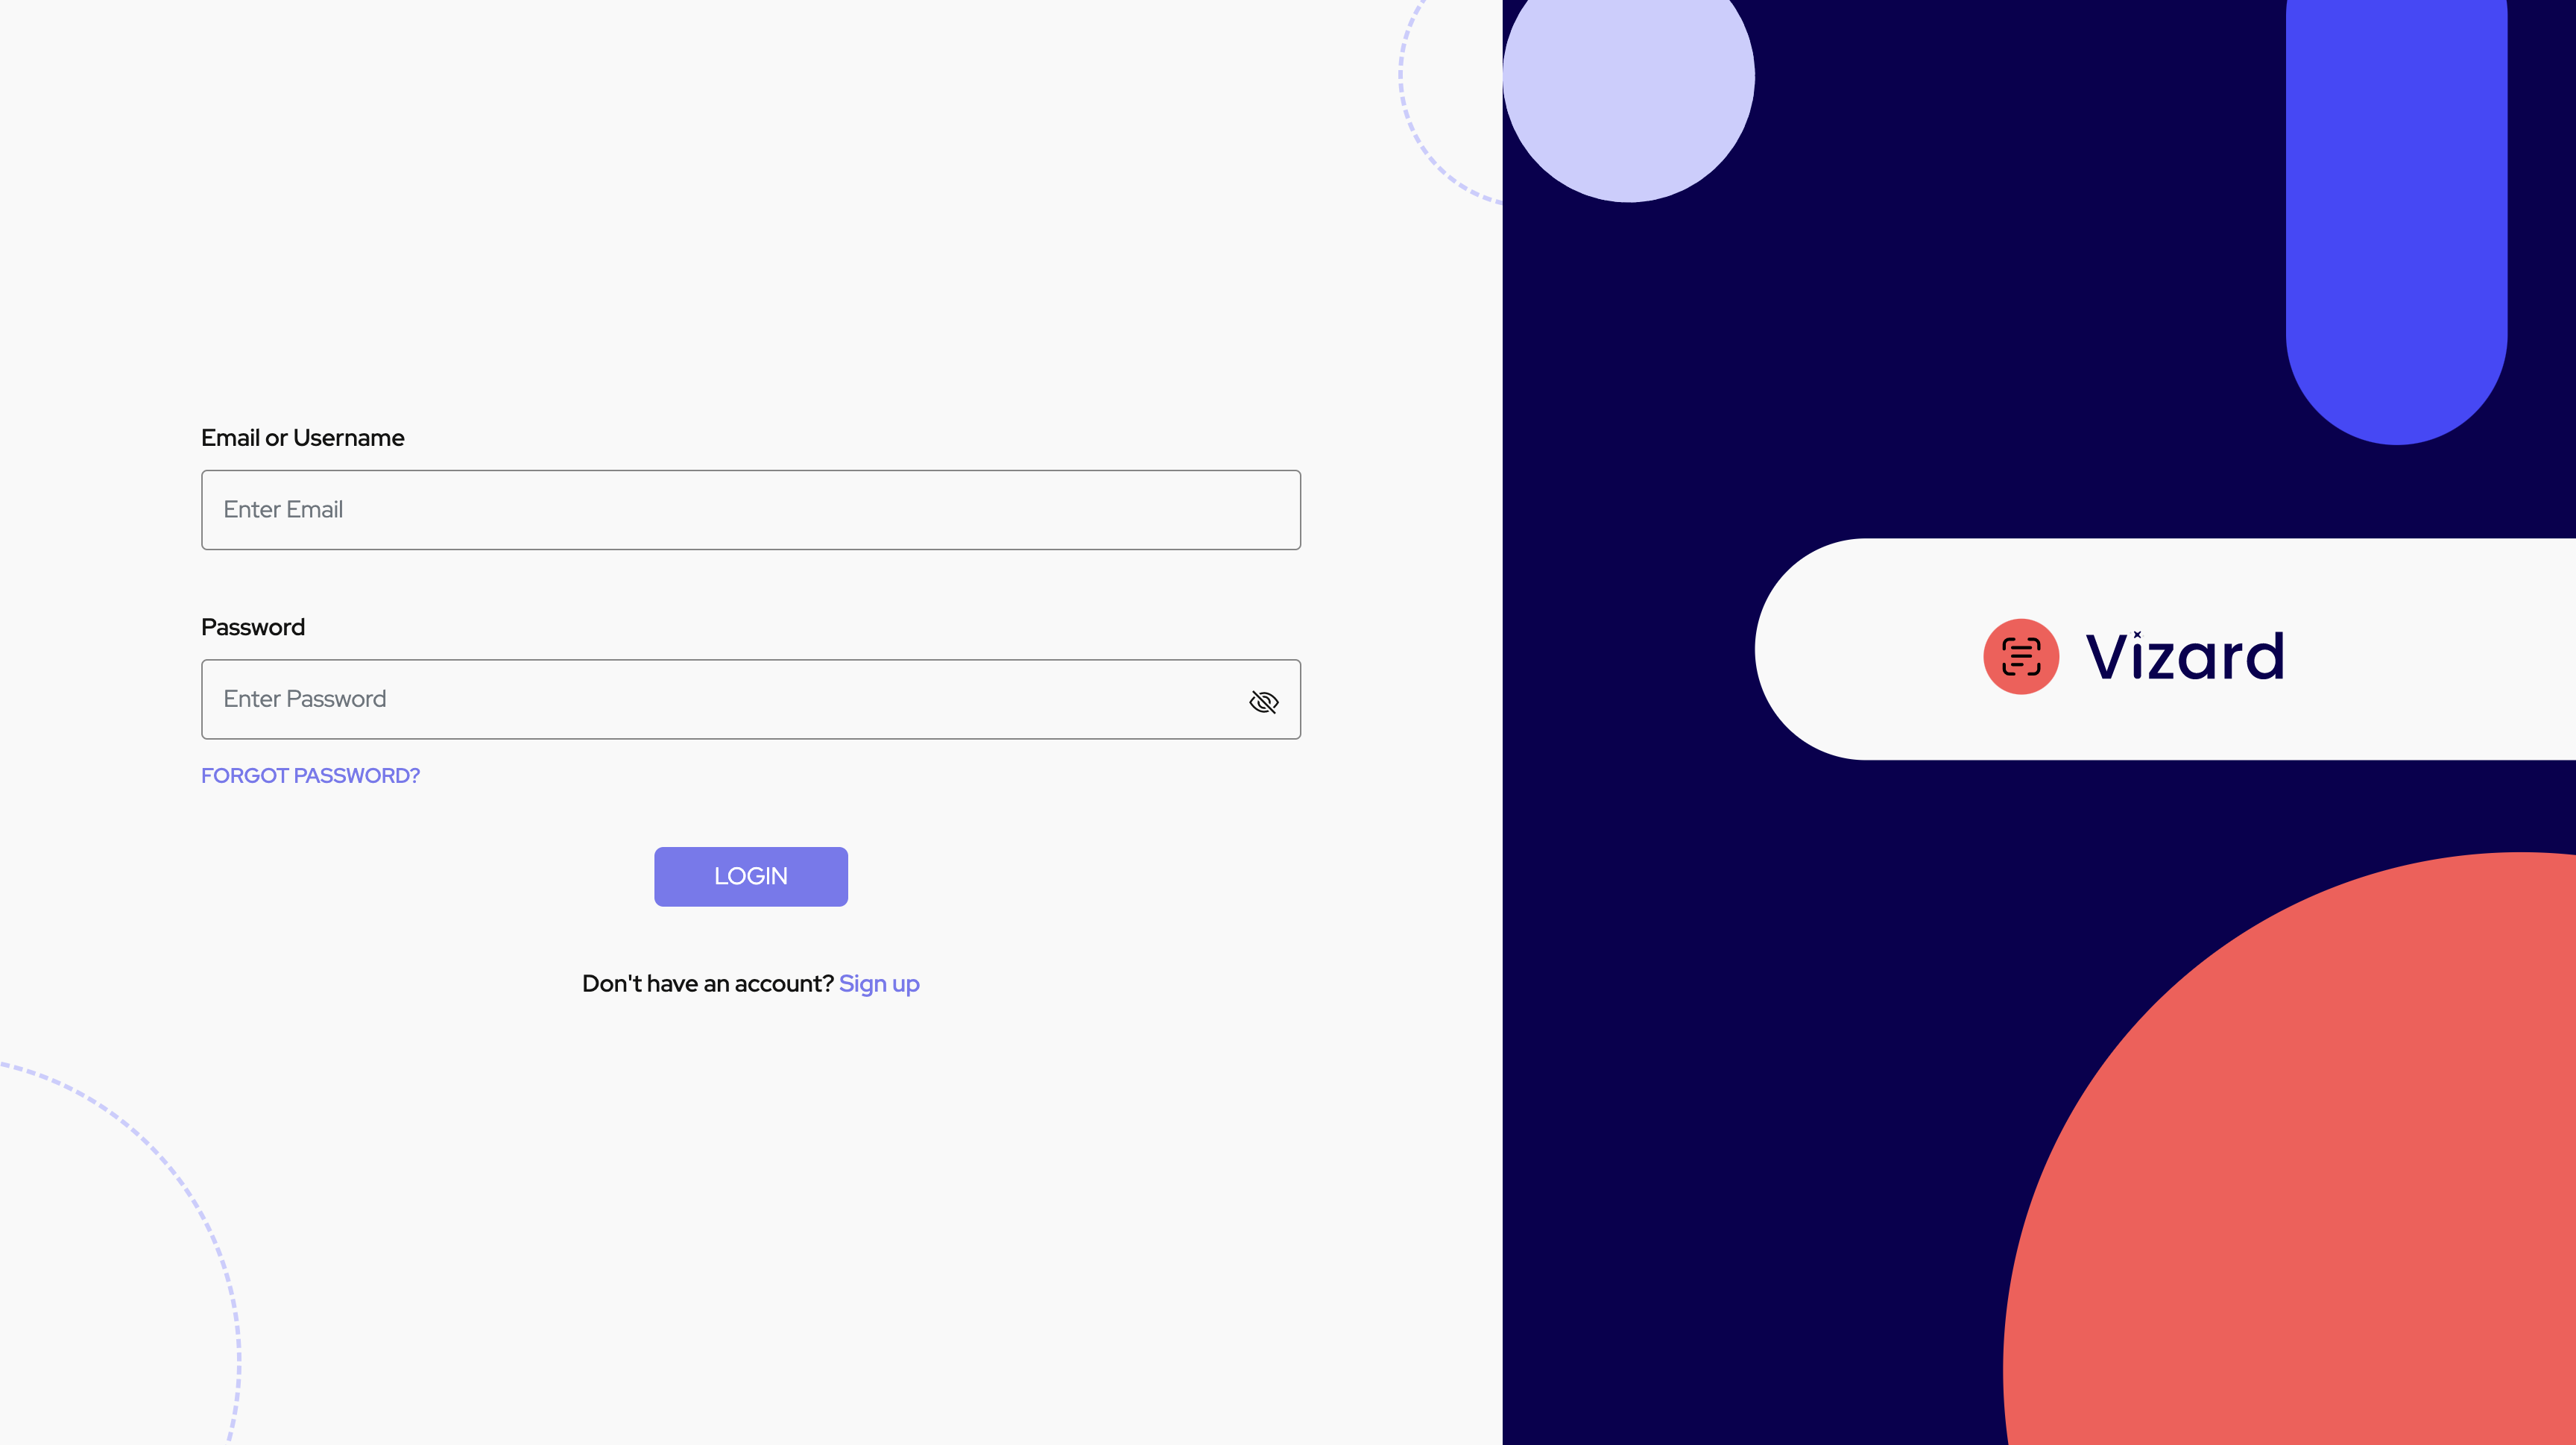 Email or Username
Enter Email
Password
Enter Password
FORGOT PASSWORD?
LOGIN
Don't have an account? Sign up
Vizard